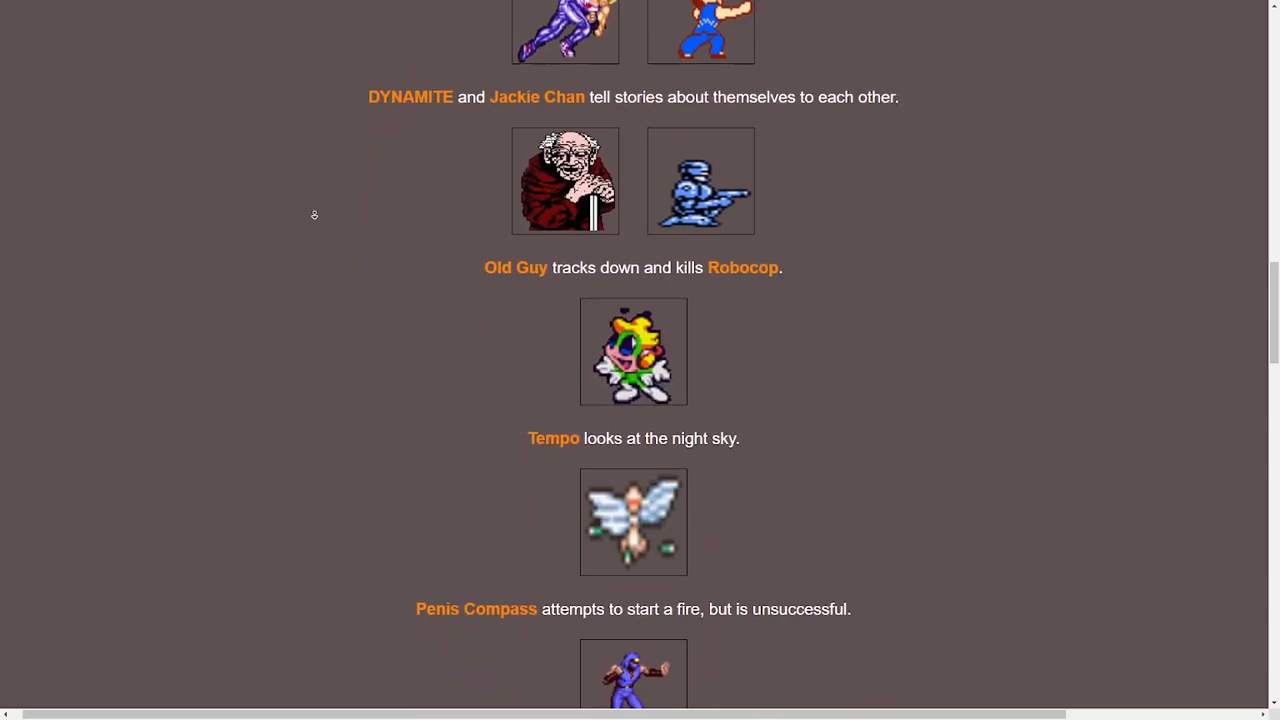 DYNAMITE and Jackie Chan tell stories about themselves to each other.
Old Guy tracks down and kills Robocop.
Tempo looks at the night sky.
Penis Compass attempts to start a fire, but is unsuccessful.